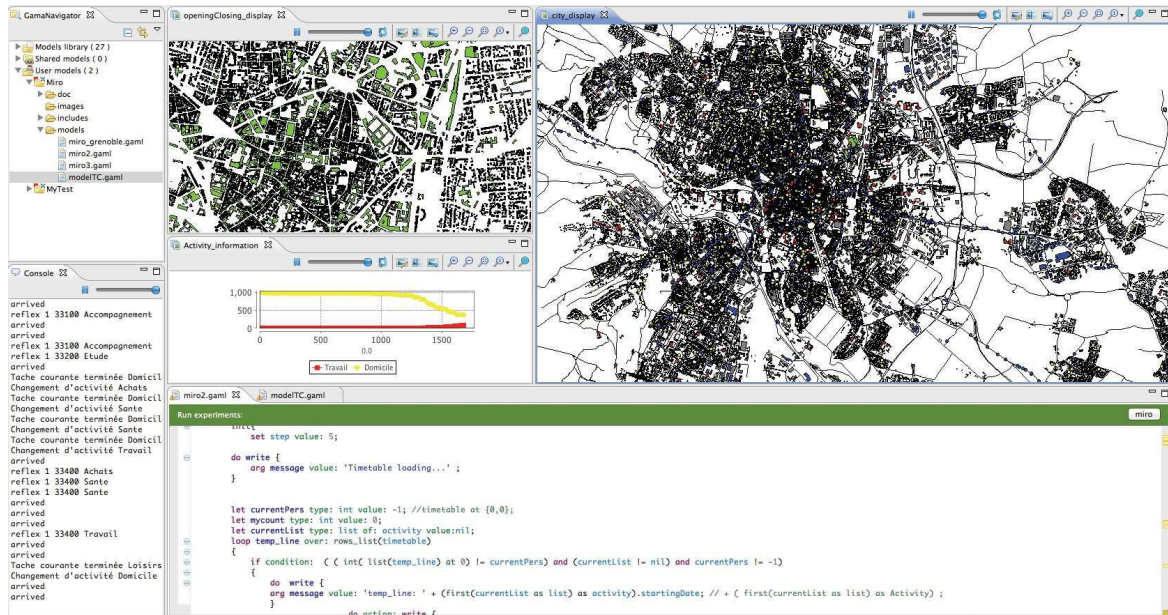 GamaNavigator
Models library ( 27 )
Shared models ( 0 )
User models ( 2 )
Miro
doc
images
includes
models
miro_grenoble.gaml
miro2.gaml
miro3.gaml
modelTC.gaml
MyTest
openingClosing_display
city_display
Activity_information
1,000
500
0
0 500 1000 1500
0.0
Travail Domicile
Console
arrived
reflex 1 33100 Accompagnement
arrived
arrived
reflex 1 33100 Accompagnement
reflex 1 33200 Etude
arrived
arrived
Tache courante terminée Domicil
Changement d'activité Achats
Tache courante terminée Domicil
Changement d'activité Sante
Tache courante terminée Domicil
Changement d'activité Sante
Tache courante terminée Domicil
Changement d'activité Travail
arrived
reflex 1 33400 Achats
reflex 1 33400 Sante
reflex 1 33400 Sante
arrived
arrived
arrived
reflex 1 33400 Travail
arrived
arrived
Tache courante terminée Loisirs
Changement d'activité Domicile
arrived
arrived
miro2.gaml modelTC.gaml
Run experiments: miro
init{
set step value: 5;
do write {
arg message value: 'Timetable loading...' ;
}
let currentPers type: int value: -1; //timetable at {0,0};
let mycount type: int value: 0;
let currentList type: list of: activity value:nil;
loop temp_line over: rows_list(timetable)
{
if condition: ( ( int( list(temp_line) at 0) != currentPers) and (currentList != nil) and currentPers != -1)
{
do write {
arg message value: 'temp_line: ' + (first(currentList as list) as activity).startingDate; // + ( first(currentList as list) as Activity) ;
}
do action: write {